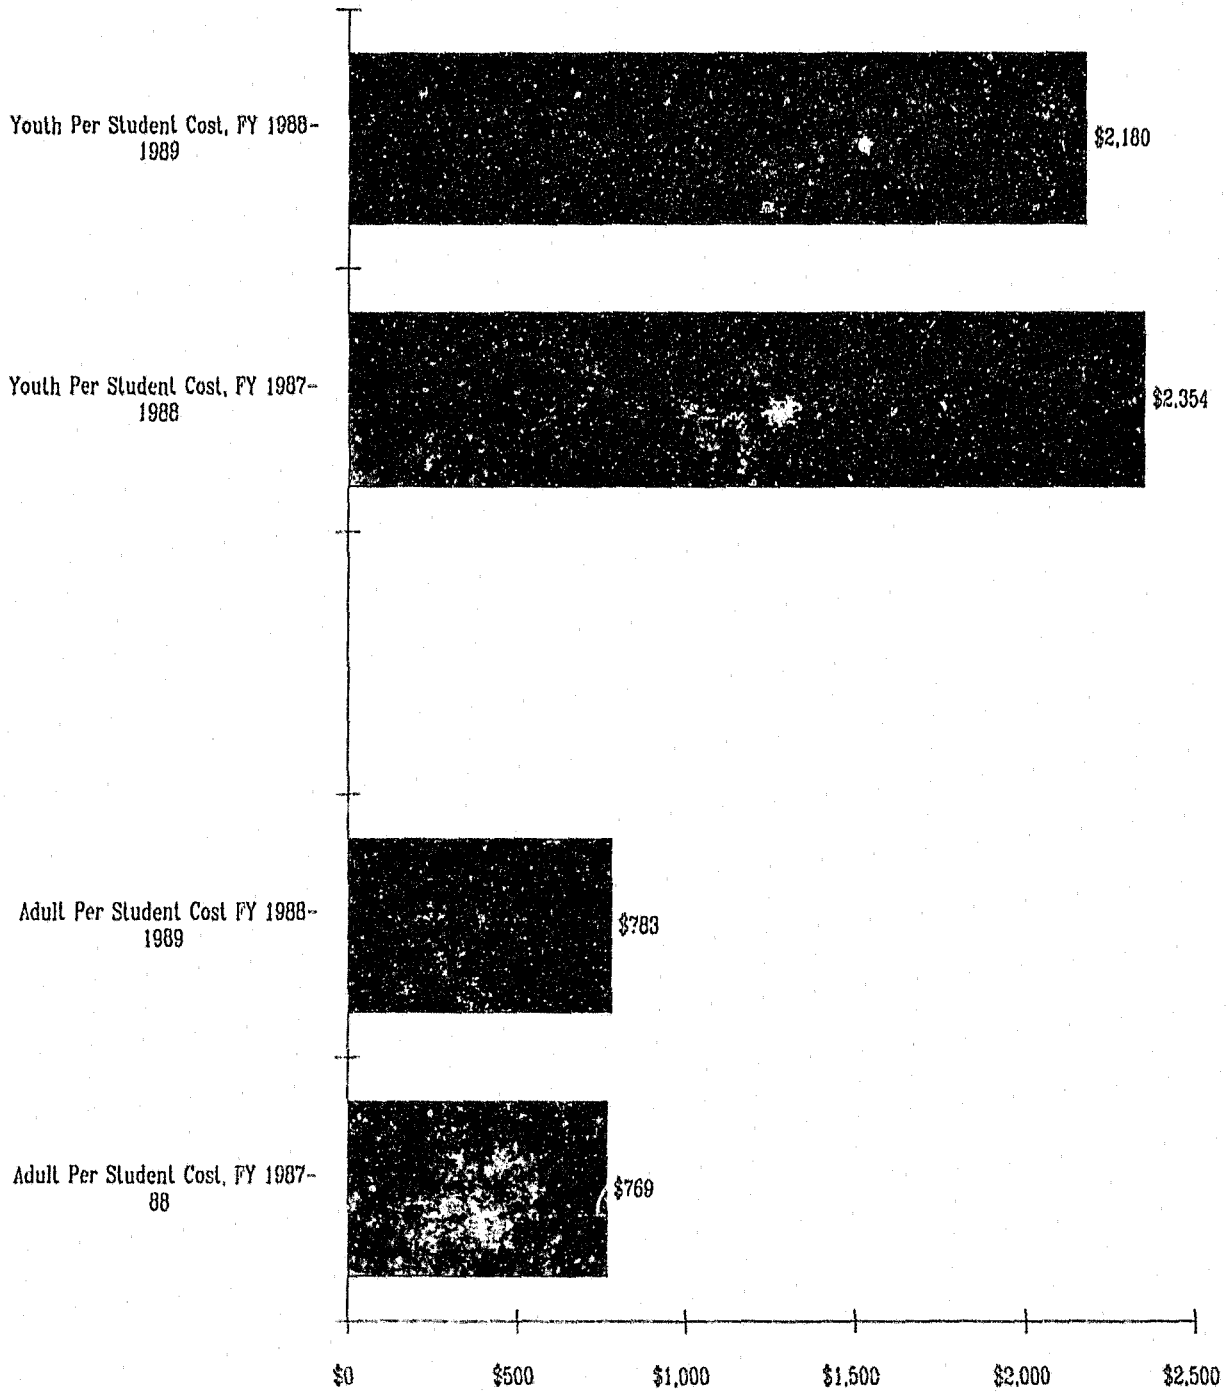 Youth Per Student Cost, FY 1988-
1989
$2,180
Youth Per Student Cost, FY 1987-
1988
$2,354
Adult Per Student Cost FY 1988-
1989
$783
Adult Per Student Cost, FY 1987-
88
$769
$0 $500 $1,000 $1,500 $2,000 $2,500